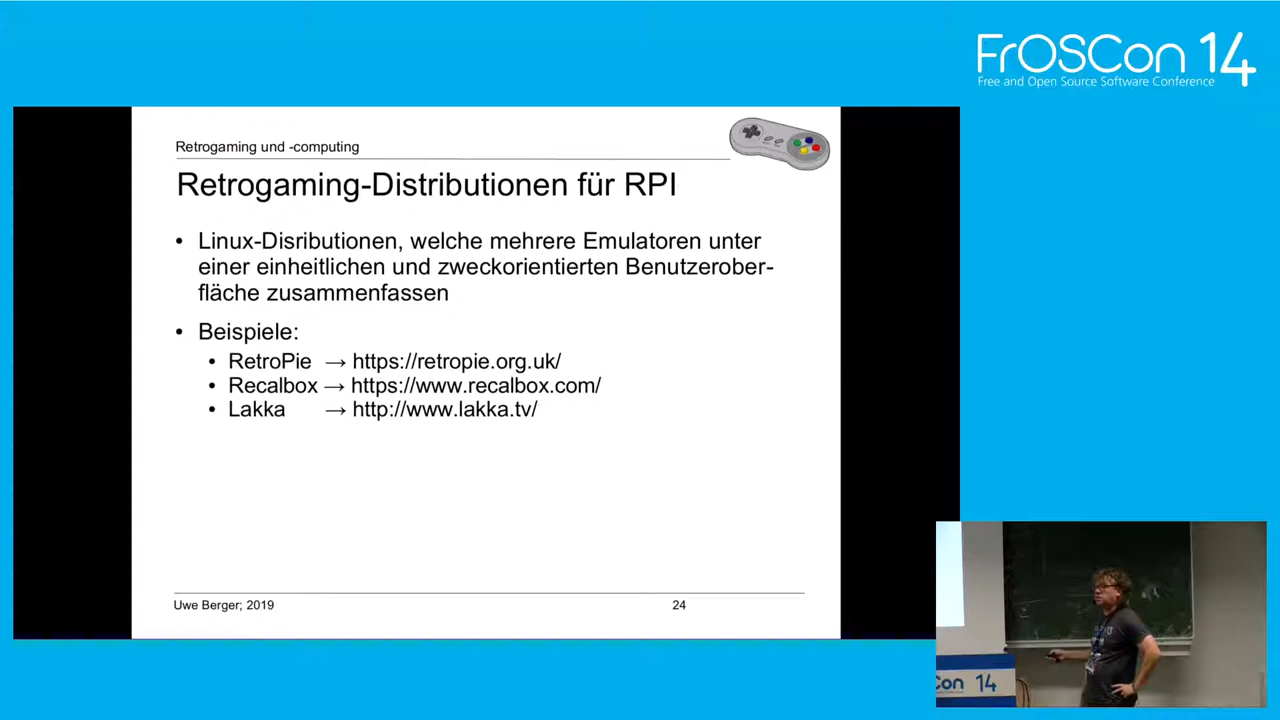 FrOSCon 14
Free and Open Source Software Conference
Retrogaming und -computing
Retrogaming-Distributionen für RPI
• Linux-Disributionen, welche mehrere Emulatoren unter
einer einheitlichen und zweckorientierten Benutzerober-
fläche zusammenfassen
• Beispiele:
• RetroPie → https://retropie.org.uk/
• Recalbox → https://www.recalbox.com/
• Lakka → http://www.lakka.tv/
Uwe Berger; 2019
24
Con 14